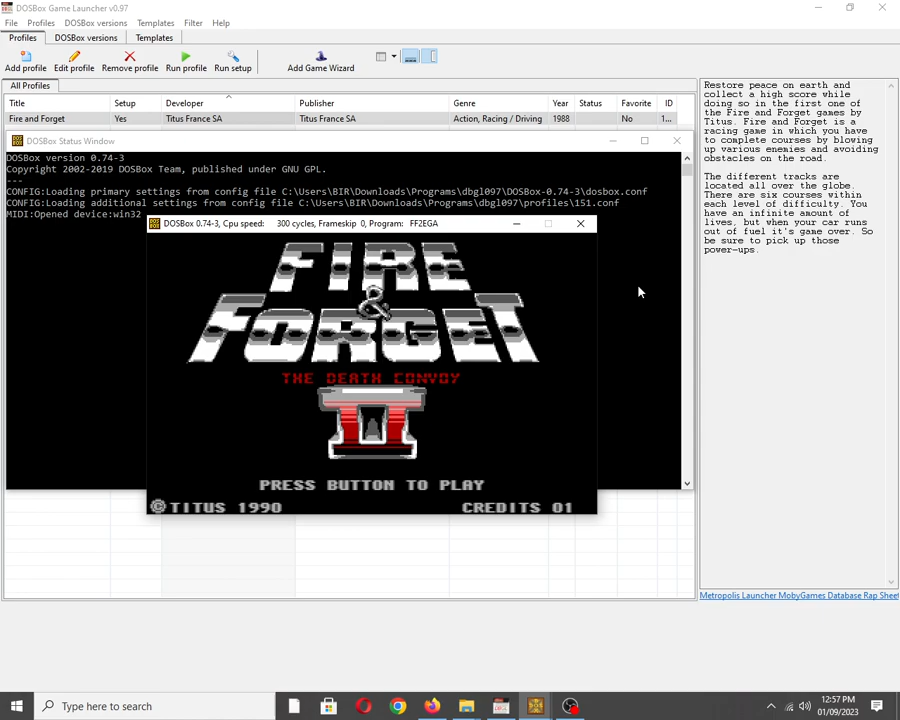 DOSBox Game Launcher v0.97
File Profiles DOSBox versions Templates Filter Help
Profiles DOSBox versions Templates
Add profile Edit profile Remove profile Run profile Run setup Add Game Wizard
All Profiles
Title Setup Developer Publisher Genre Year Status Favorite ID
Fire and Forget Yes Titus France SA Titus France SA Action, Racing / Driving 1988 No 1...
DOSBox Status Window
DOSBox version 0.74-3
Copyright 2002-2019 DOSBox Team, published under GNU GPL.
---
CONFIG:Loading primary settings from config file C:\Users\BIR\Downloads\Programs\dbgl097\DOSBox-0.74-3\dosbox.conf
CONFIG:Loading additional settings from config file C:\Users\BIR\Downloads\Programs\dbgl097\profiles\151.conf
MIDI:Opened device:win32
DOSBox 0.74-3, Cpu speed: 300 cycles, Frameskip 0, Program: FF2EGA
FIRE
&
FORGET
THE DEATH CONVOY
II
PRESS BUTTON TO PLAY
© TITUS 1990 CREDITS 01
Restore peace on earth and
collect a high score while
doing so in the first one of
the Fire and Forget games by
Titus. Fire and Forget is a
racing game in which you have
to complete courses by blowing
up various enemies and avoiding
obstacles on the road.
The different tracks are
located all over the globe.
There are six courses within
each level of difficulty. You
have an infinite amount of
lives, but when your car runs
out of fuel it's game over. So
be sure to pick up those
power-ups.
Metropolis Launcher MobyGames Database Rap Sheet
Type here to search
12:57 PM
01/09/2023